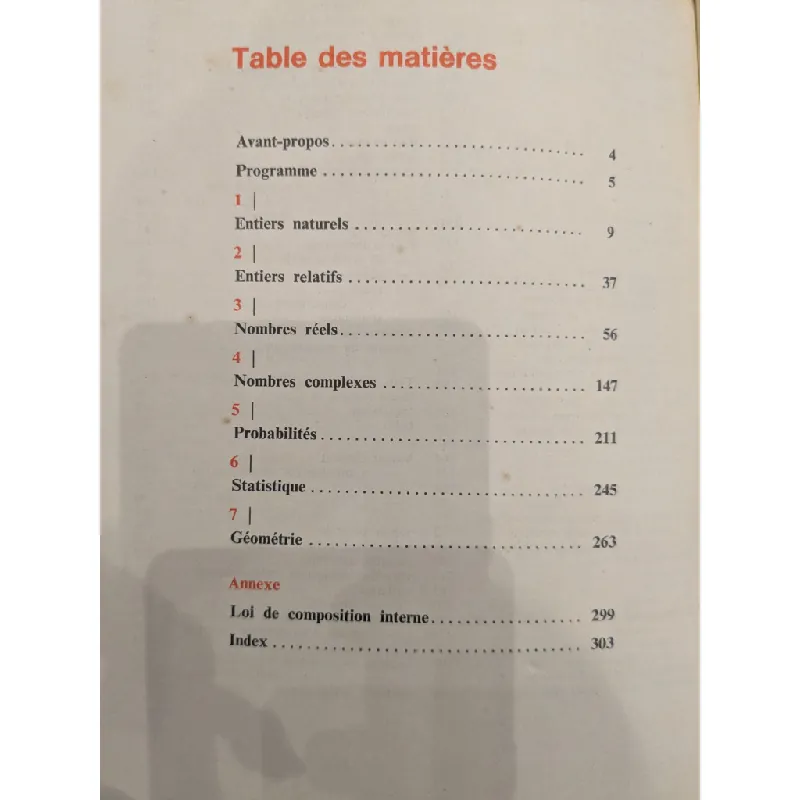 Table des matières
Avant-propos.............................. 4
Programme .............................. 5
1 |
Entiers naturels .......................... 9
2 |
Entiers relatifs ........................... 37
3 |
Nombres réels............................ 56
4 |
Nombres complexes ...................... 147
5 |
Probabilités .............................. 211
6 |
Statistique ............................... 245
7 |
Géométrie ............................... 263
Annexe
Loi de composition interne................. 299
Index ................................... 303